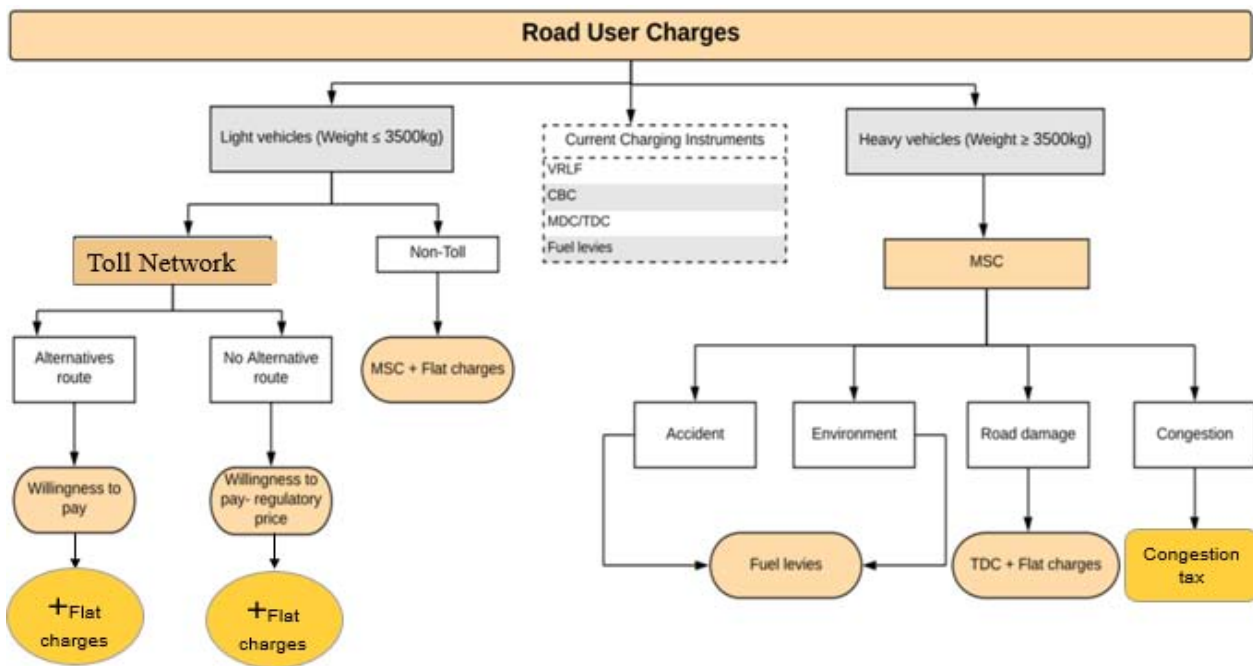 Road User Charges
Light vehicles (Weight ≤ 3500kg)
Current Charging Instruments
VRLF
CBC
MDC/TDC
Fuel levies
Heavy vehicles (Weight ≥ 3500kg)
Toll Network
Non-Toll
MSC
Alternatives
route
No Alternative
route
MSC + Flat charges
Accident
Environment
Road damage
Congestion
Willingness to
pay
Willingness to
pay- regulatory
price
Fuel levies
TDC + Flat charges
Congestion
tax
+Flat
charges
+Flat
charges